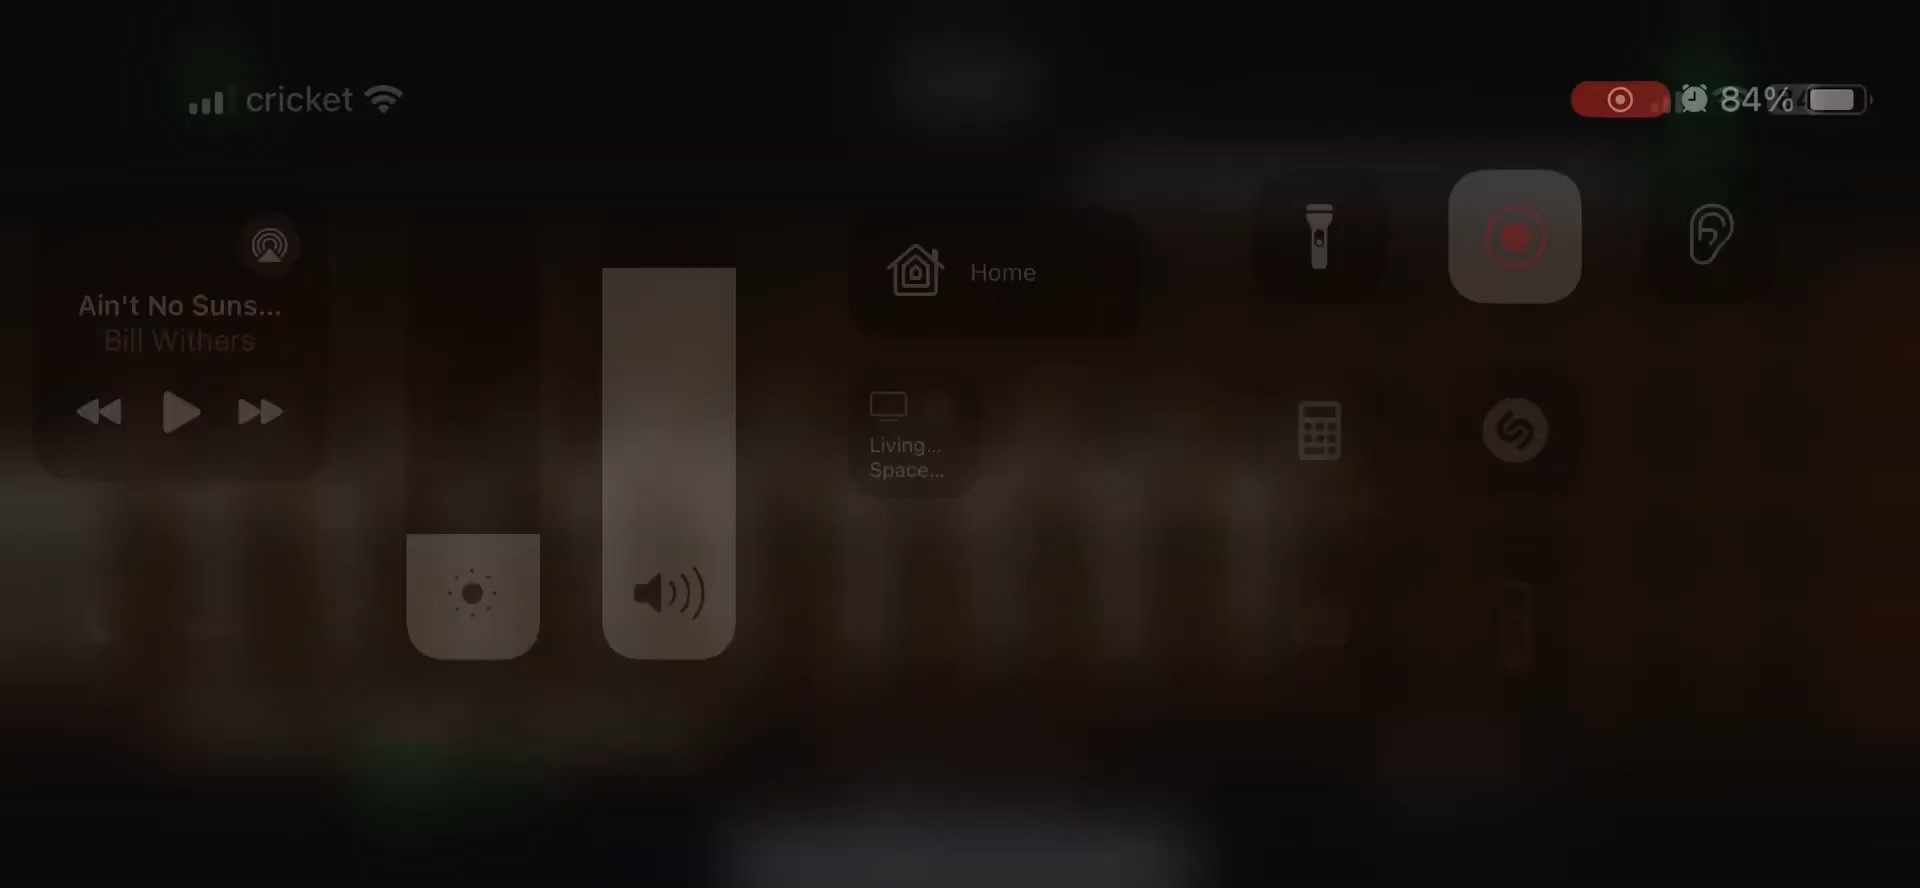 cricket
84%
Ain't No Suns...
Bill Withers
Home
Living...
Space...